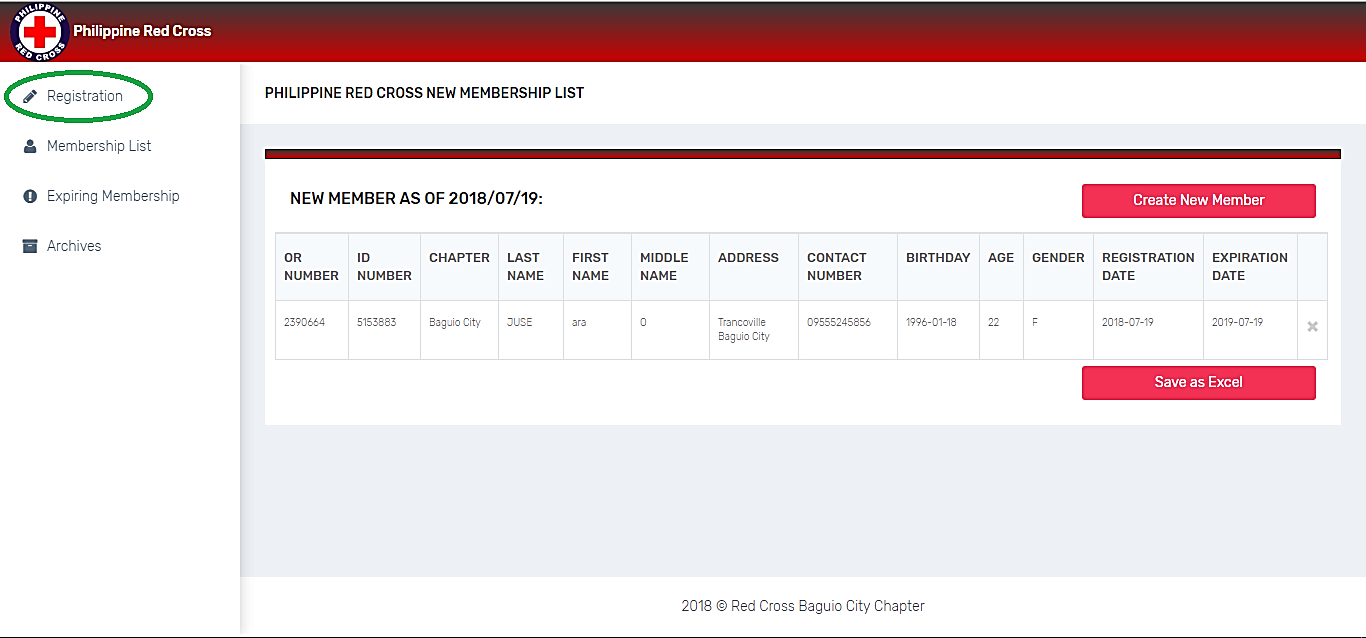 PHILIPPINE
RED CROSS
Philippine Red Cross
Registration
Membership List
Expiring Membership
Archives
PHILIPPINE RED CROSS NEW MEMBERSHIP LIST
NEW MEMBER AS OF 2018/07/19:
Create New Member
OR NUMBER ID NUMBER CHAPTER LAST NAME FIRST NAME MIDDLE NAME ADDRESS CONTACT NUMBER BIRTHDAY AGE GENDER REGISTRATION DATE EXPIRATION DATE
2390664 5153883 Baguio City JUSE ara O Trancoville Baguio City 09555245856 1996-01-18 22 F 2018-07-19 2019-07-19
Save as Excel
2018 © Red Cross Baguio City Chapter